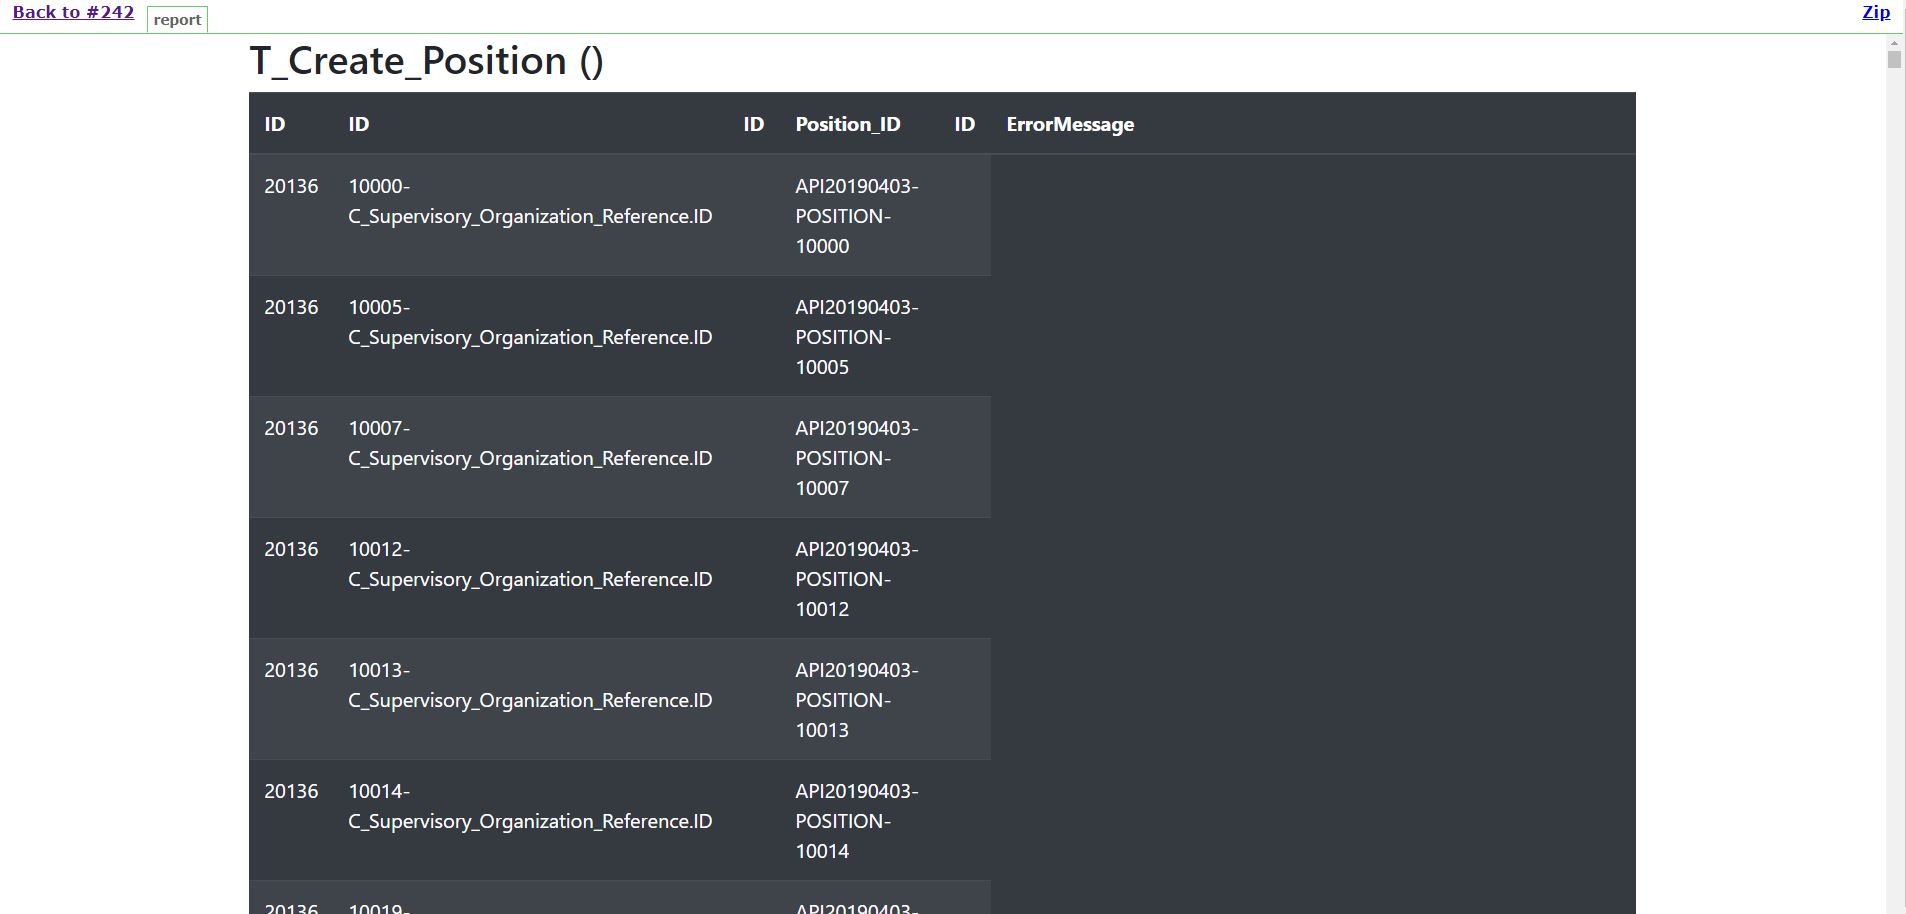 Back to #242 report Zip
T_Create_Position ()
ID ID ID Position_ID ID ErrorMessage
20136 10000- API20190403-
C_Supervisory_Organization_Reference.ID POSITION-
10000
20136 10005- API20190403-
C_Supervisory_Organization_Reference.ID POSITION-
10005
20136 10007- API20190403-
C_Supervisory_Organization_Reference.ID POSITION-
10007
20136 10012- API20190403-
C_Supervisory_Organization_Reference.ID POSITION-
10012
20136 10013- API20190403-
C_Supervisory_Organization_Reference.ID POSITION-
10013
20136 10014- API20190403-
C_Supervisory_Organization_Reference.ID POSITION-
10014
20136 10019- API20190403-